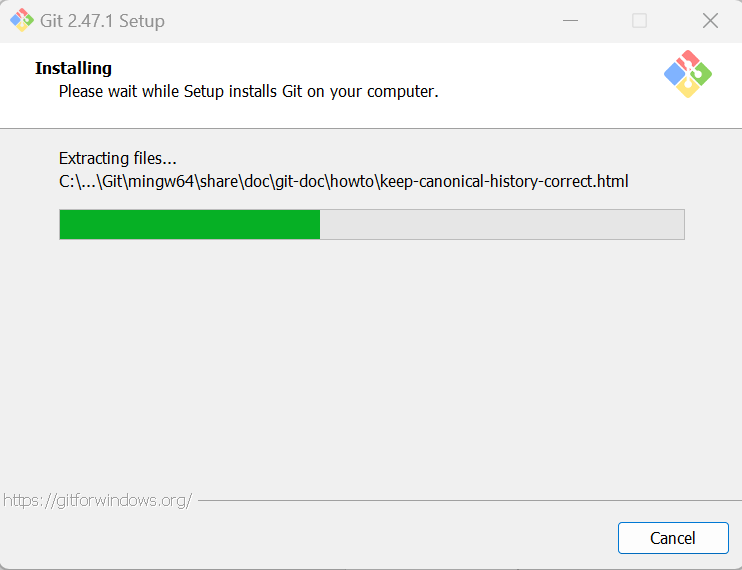 Git 2.47.1 Setup
Installing
Please wait while Setup installs Git on your computer.
Extracting files...
C:\...\Git\mingw64\share\doc\git-doc\howto\keep-canonical-history-correct.html
https://gitforwindows.org/
Cancel